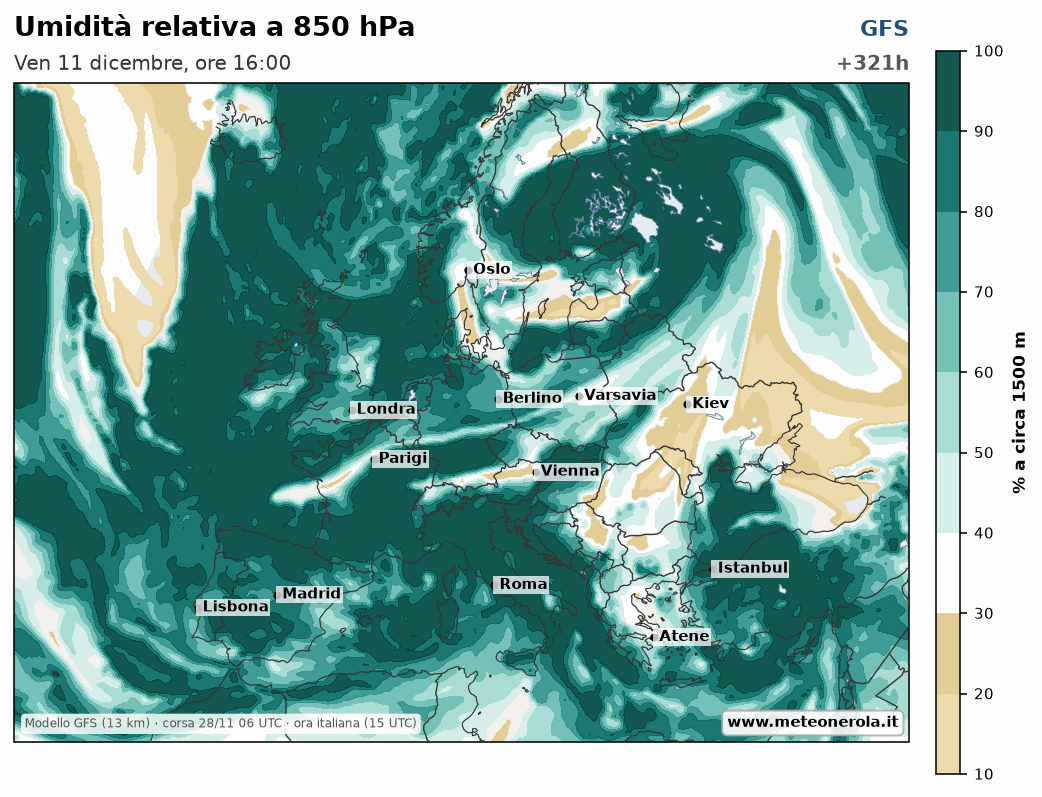 Umidità relativa a 850 hPa
GFS
Ven 11 dicembre, ore 16:00
+321h
100
90
80
70
60
50
40
30
20
10
% a circa 1500 m
Oslo
Berlino
Varsavia
Kiev
Londra
Parigi
Vienna
Istanbul
Roma
Madrid
Lisbona
Atene
Modello GFS (13 km) · corsa 28/11 06 UTC · ora italiana (15 UTC)
www.meteonerola.it